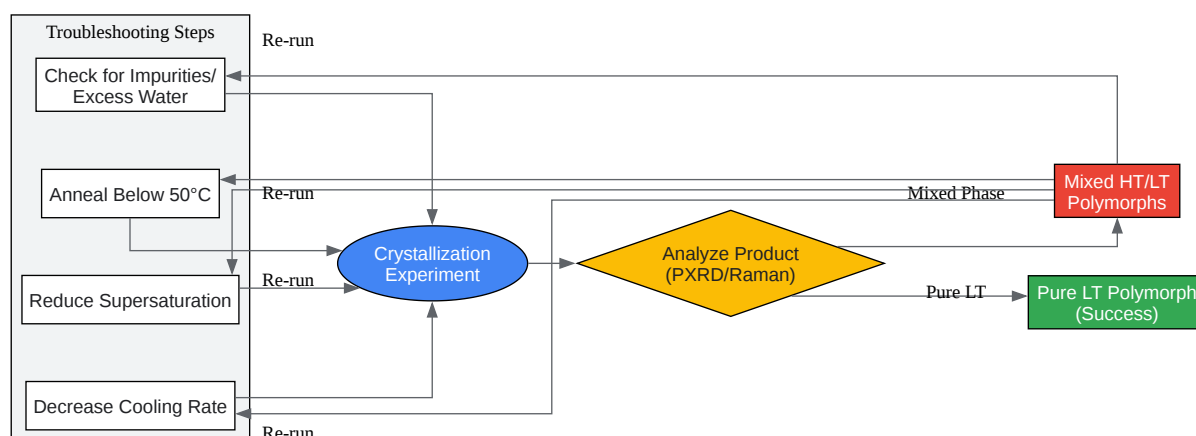 Troubleshooting Steps
Re-run
Check for Impurities/
Excess Water
Anneal Below 50°C
Re-run
Mixed Phase
Mixed HT/LT
Polymorphs
Crystallization
Experiment
Analyze Product
(PXRD/Raman)
Reduce Supersaturation
Re-run
Pure LT
Pure LT Polymorph
(Success)
Decrease Cooling Rate
Re-run